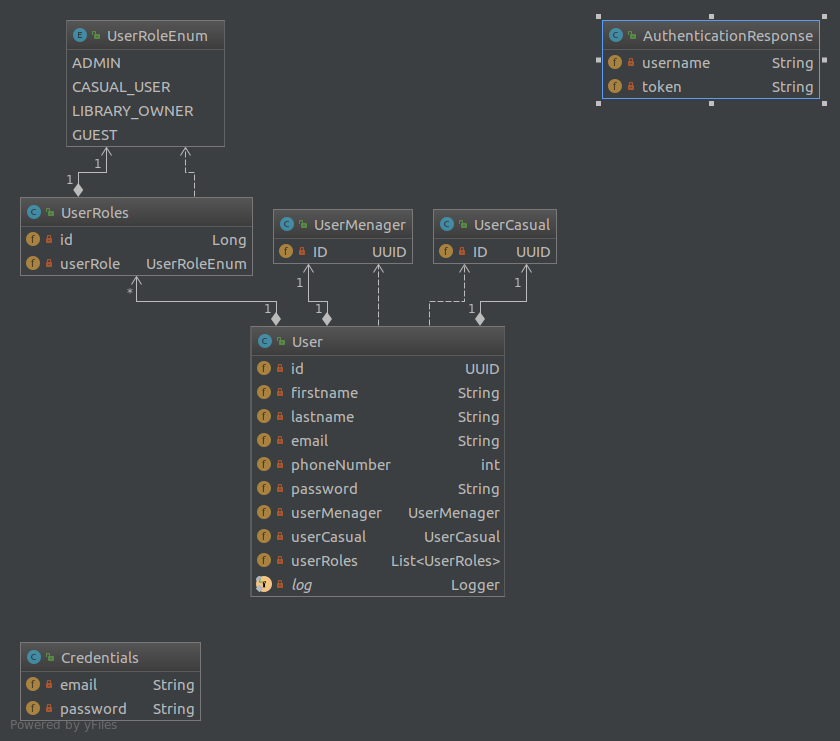 UserRoleEnum
ADMIN
CASUAL_USER
LIBRARY_OWNER
GUEST
AuthenticationResponse
username String
token String
1
1
UserRoles
id Long
userRole UserRoleEnum
UserMenager
ID UUID
UserCasual
ID UUID
* 1
1 1
1 1
User
id UUID
firstname String
lastname String
email String
phoneNumber int
password String
userMenager UserMenager
userCasual UserCasual
userRoles List<UserRoles>
log Logger
Credentials
email String
password String
Powered by yFiles